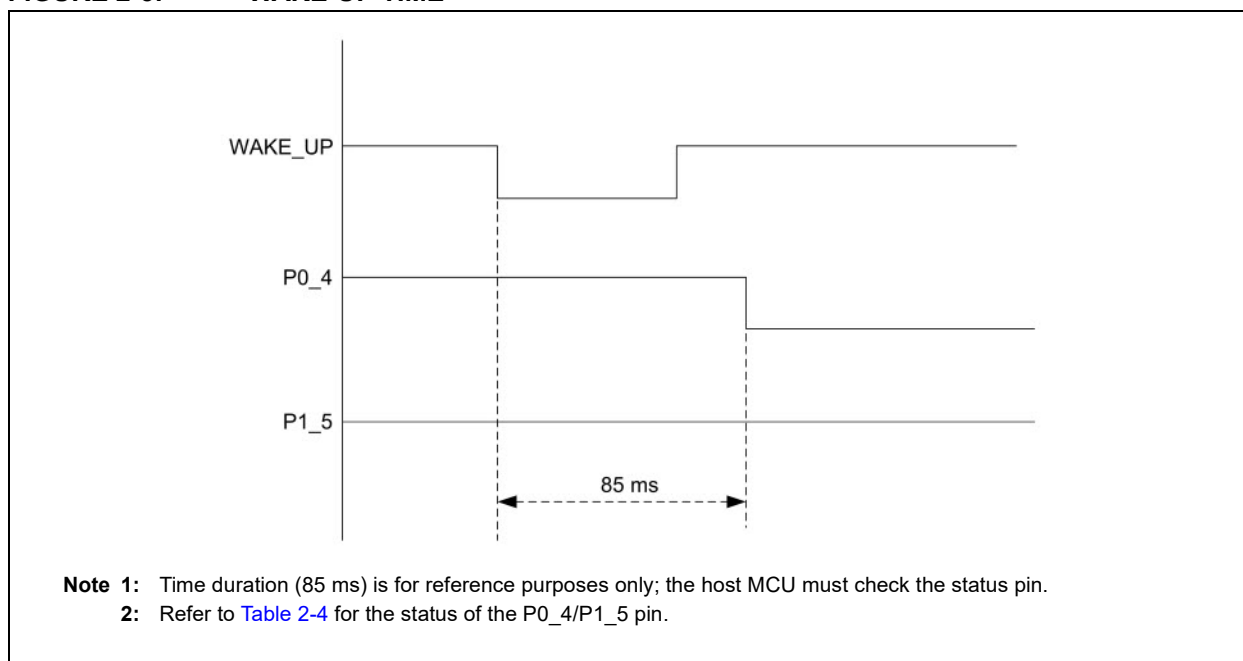 WAKE_UP
P0_4
P1_5
85 ms
Note 1: Time duration (85 ms) is for reference purposes only; the host MCU must check the status pin.
2: Refer to Table 2-4 for the status of the P0_4/P1_5 pin.